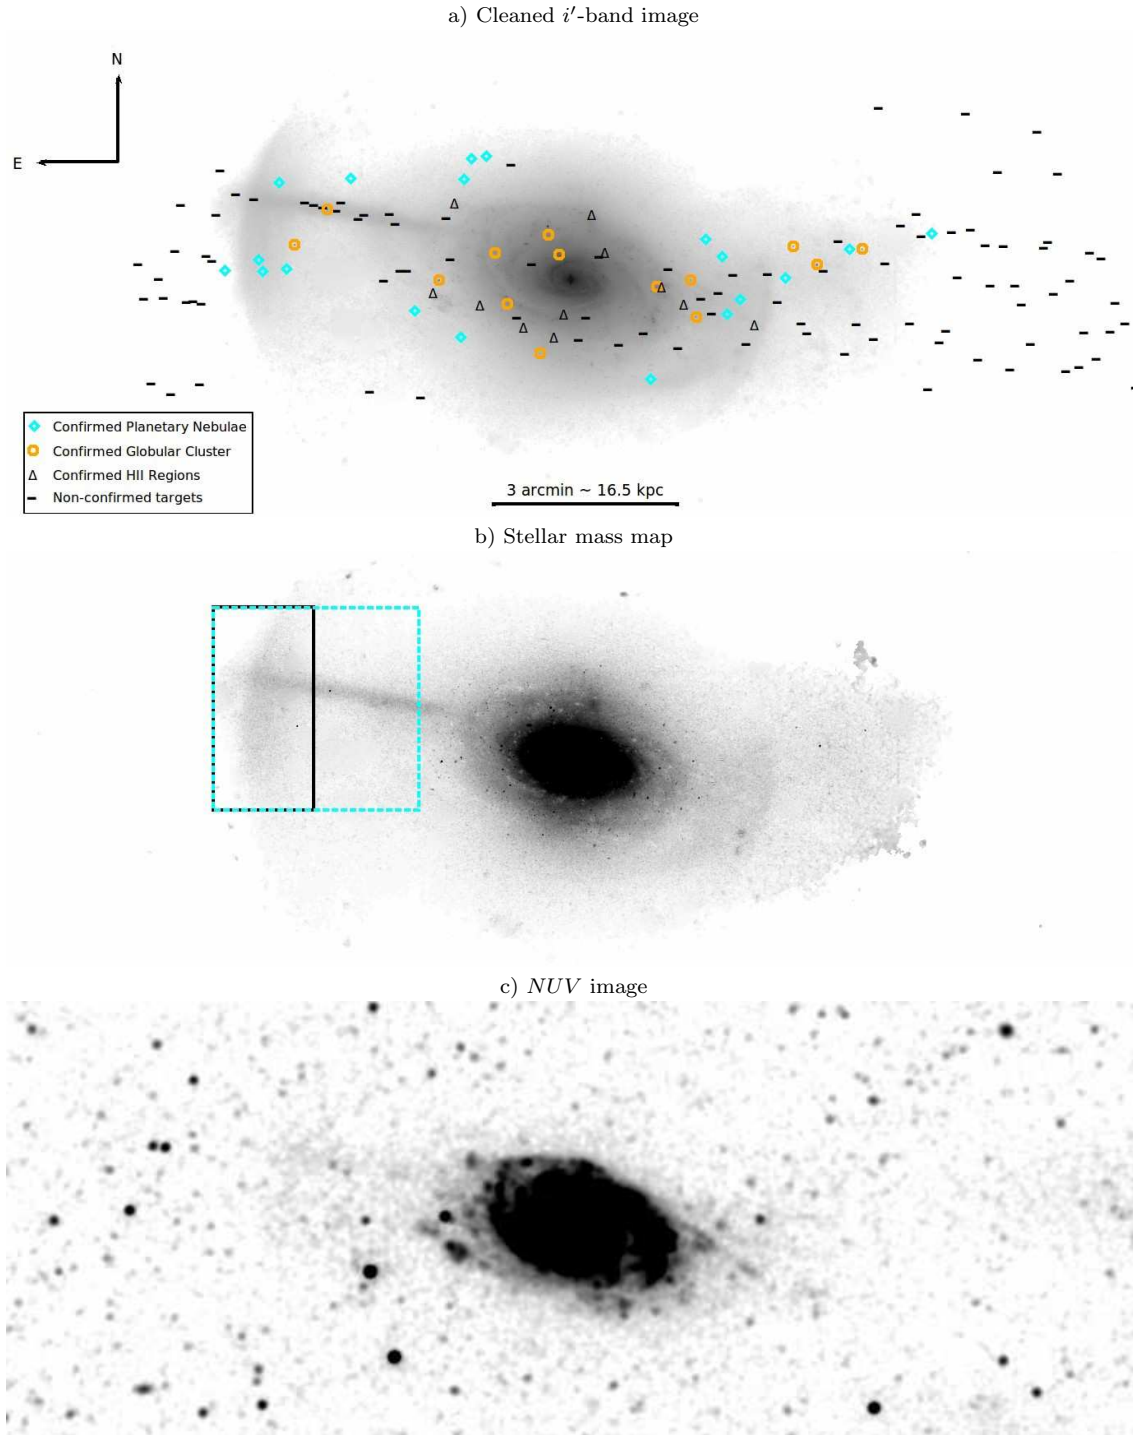 a) Cleaned i′-band image
N
E
Confirmed Planetary Nebulae
Confirmed Globular Cluster
Confirmed HII Regions
Non-confirmed targets
3 arcmin ~ 16.5 kpc
b) Stellar mass map
c) NUV image